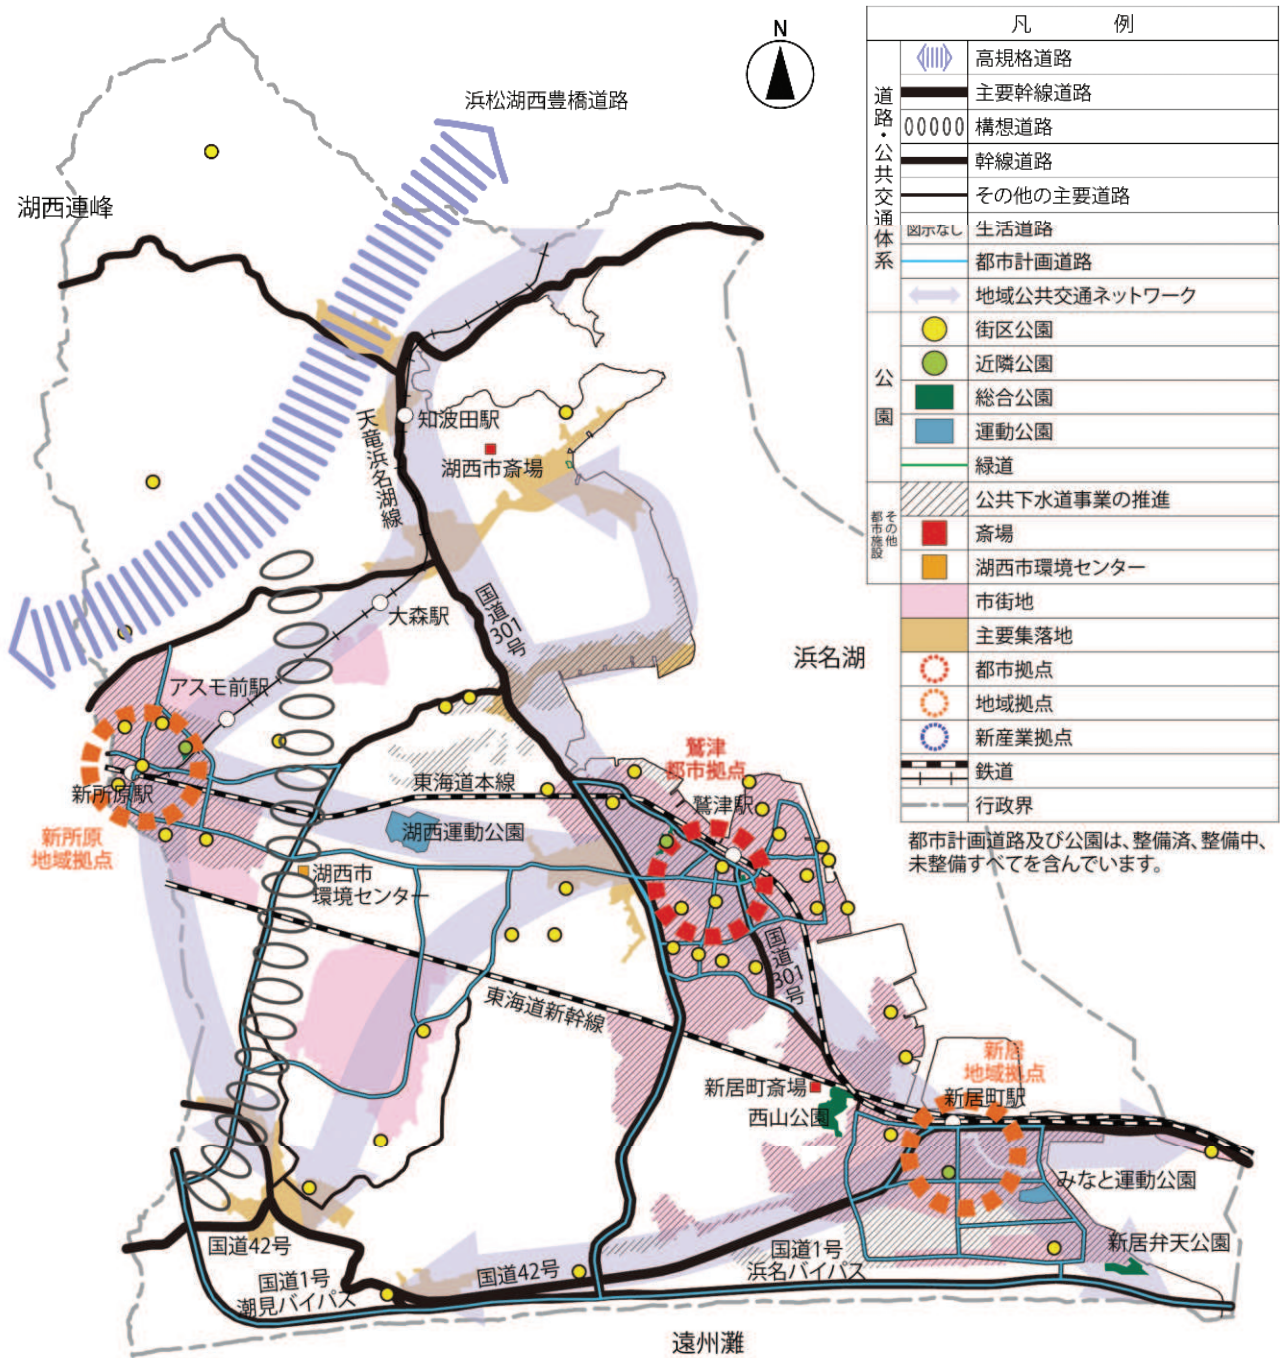 N
凡例
道路・公共交通体系
高規格道路
主要幹線道路
構想道路
幹線道路
その他の主要道路
図示なし 生活道路
都市計画道路
地域公共交通ネットワーク
公園
街区公園
近隣公園
総合公園
運動公園
緑道
その他
都市施設
公共下水道事業の推進
斎場
湖西市環境センター
市街地
主要集落地
都市拠点
地域拠点
新産業拠点
鉄道
行政界
都市計画道路及び公園は、整備済、整備中、
未整備すべてを含んでいます。
浜松湖西豊橋道路
湖西連峰
知波田駅
天竜浜名湖線
湖西市斎場
国道301号
大森駅
浜名湖
アスモ前駅
鷲津
都市拠点
東海道本線
新所原駅
鷲津駅
湖西運動公園
新所原
地域拠点
湖西市
環境センター
国道301号
東海道新幹線
新居
地域拠点
新居町斎場
新居町駅
西山公園
みなと運動公園
国道42号
国道1号
浜名バイパス
新居弁天公園
国道1号
潮見バイパス
国道42号
遠州灘